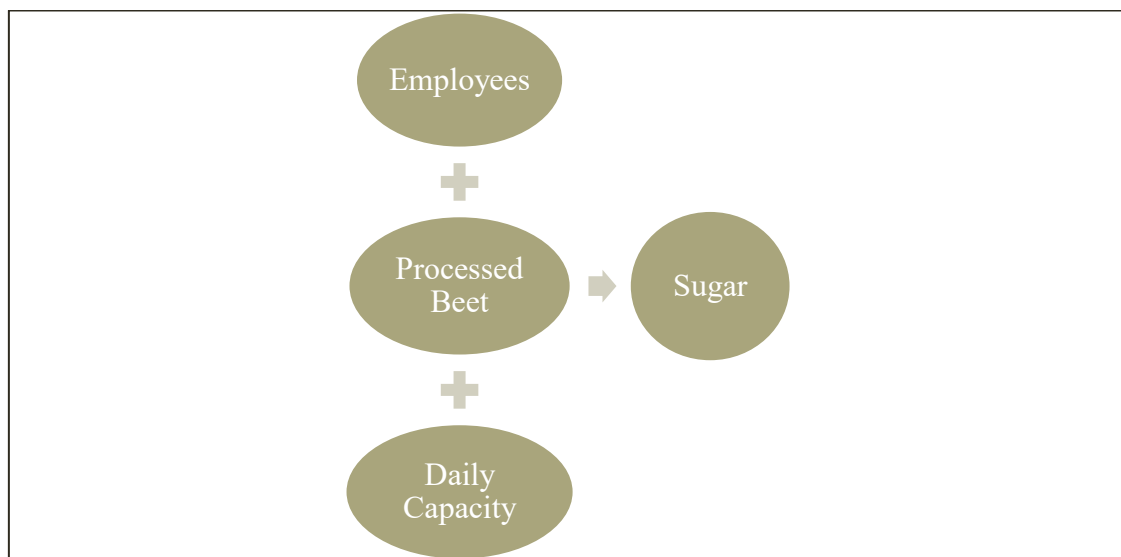 Employees
Processed
Beet
Sugar
Daily
Capacity